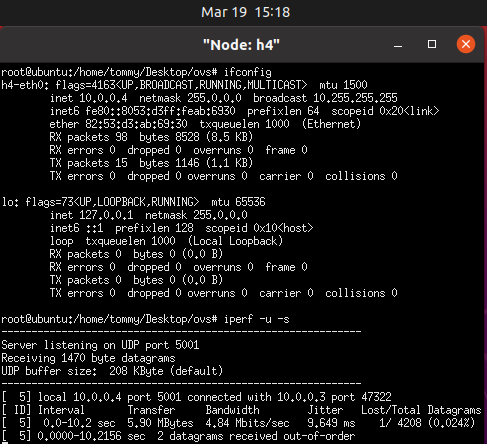 Mar 19 15:18
"Node: h4"
root@ubuntu:/home/tommy/Desktop/ovs# ifconfig
h4-eth0: flags=4163<UP,BROADCAST,RUNNING,MULTICAST>  mtu 1500
        inet 10.0.0.4  netmask 255.0.0.0  broadcast 10.255.255.255
        inet6 fe80::8053:d3ff:feab:6930  prefixlen 64  scopeid 0x20<link>
        ether 82:53:d3:ab:69:30  txqueuelen 1000  (Ethernet)
        RX packets 98  bytes 8528 (8.5 KB)
        RX errors 0  dropped 0  overruns 0  frame 0
        TX packets 15  bytes 1146 (1.1 KB)
        TX errors 0  dropped 0 overruns 0  carrier 0  collisions 0
lo: flags=73<UP,LOOPBACK,RUNNING>  mtu 65536
        inet 127.0.0.1  netmask 255.0.0.0
        inet6 ::1  prefixlen 128  scopeid 0x10<host>
        loop  txqueuelen 1000  (Local Loopback)
        RX packets 0  bytes 0 (0.0 B)
        RX errors 0  dropped 0  overruns 0  frame 0
        TX packets 0  bytes 0 (0.0 B)
        TX errors 0  dropped 0 overruns 0  carrier 0  collisions 0
root@ubuntu:/home/tommy/Desktop/ovs# iperf -u -s
------------------------------------------------------------
Server listening on UDP port 5001
Receiving 1470 byte datagrams
UDP buffer size:  208 KByte (default)
------------------------------------------------------------
[  5] local 10.0.0.4 port 5001 connected with 10.0.0.3 port 47322
[ ID] Interval       Transfer     Bandwidth        Jitter   Lost/Total Datagrams
[  5]  0.0-10.2 sec  5.90 MBytes  4.84 Mbits/sec   9.649 ms    1/ 4208 (0.024%)
[  5] 0.0000-10.2156 sec  2 datagrams received out-of-order